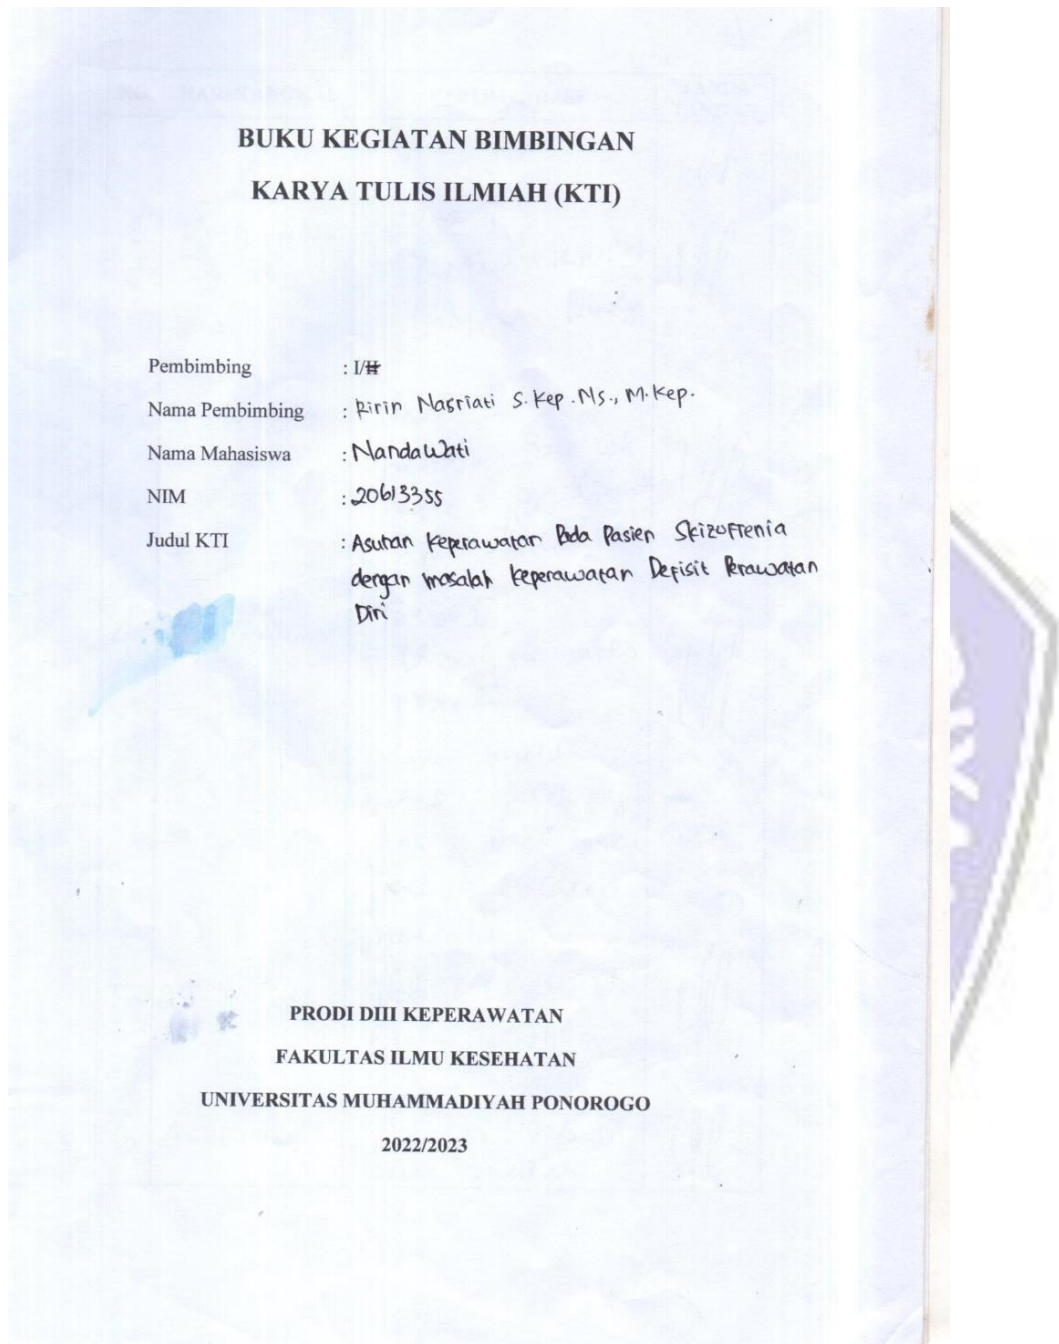 BUKU KEGIATAN BIMBINGAN
KARYA TULIS ILMIAH (KTI)
Pembimbing : I/II
Nama Pembimbing : Ririn Nasriati S.Kep.Ns., M.Kep.
Nama Mahasiswa : Nanda Wati
NIM : 20613355
Judul KTI : Asuhan Keperawatan Pada Pasien Skizofrenia
dengan masalah keperawatan Defisit Perawatan
Diri
PRODI DIII KEPERAWATAN
FAKULTAS ILMU KESEHATAN
UNIVERSITAS MUHAMMADIYAH PONOROGO
2022/2023